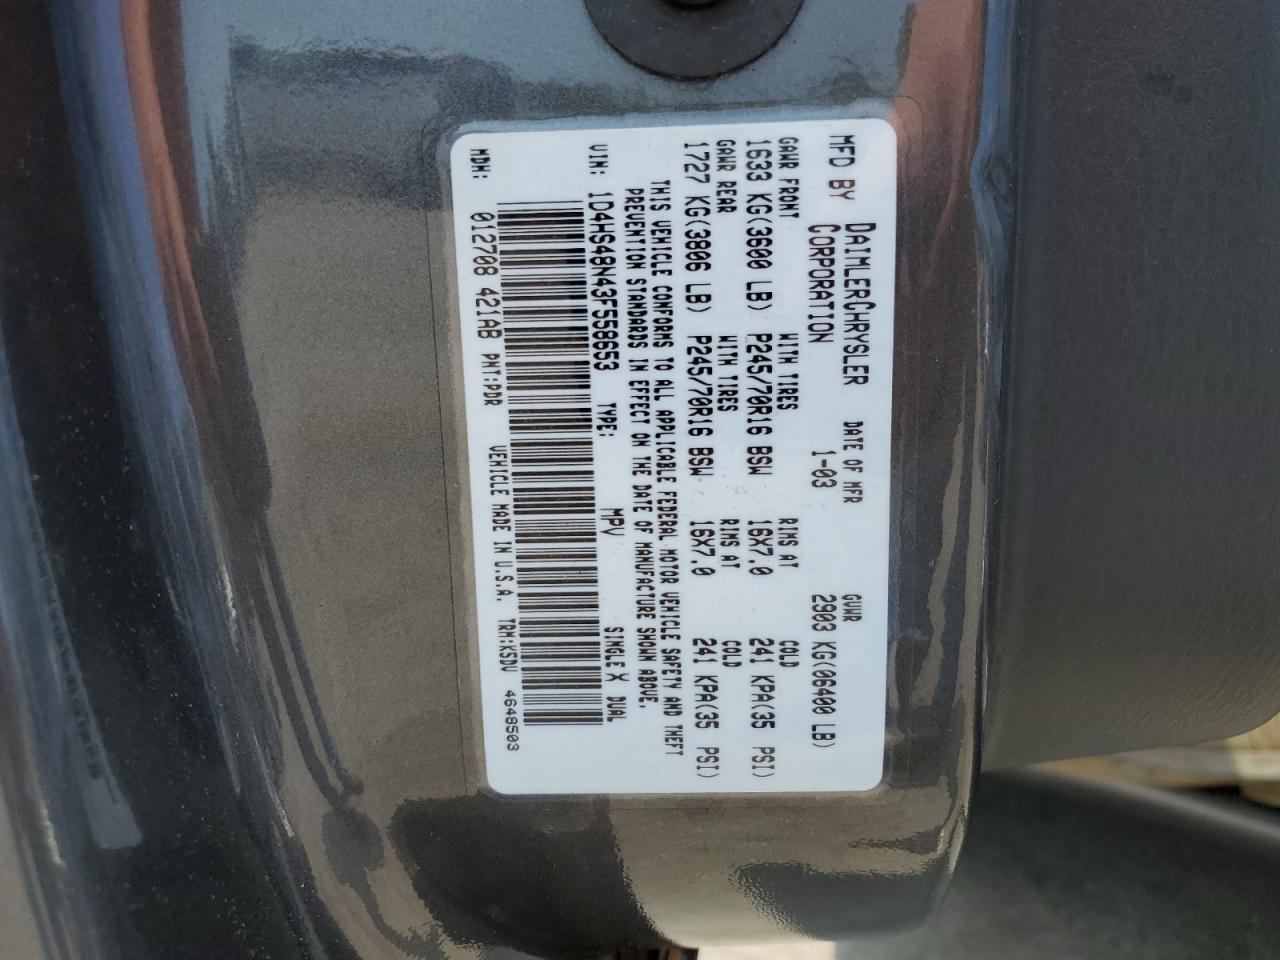 MFD BY DAIMLERCHRYSLER DATE OF MFR GVWR
CORPORATION 1-03 2903 KG(06400 LB)
GAWR FRONT WITH TIRES RIMS AT COLD
1633 KG(3600 LB) P245/70R16 BSW 16X7.0 241 KPA(35 PSI)
GAWR REAR WITH TIRES RIMS AT COLD
1727 KG(3806 LB) P245/70R16 BSW 16X7.0 241 KPA(35 PSI)
THIS VEHICLE CONFORMS TO ALL APPLICABLE FEDERAL MOTOR VEHICLE SAFETY AND THEFT
PREVENTION STANDARDS IN EFFECT ON THE DATE OF MANUFACTURE SHOWN ABOVE.
VIN: 1D4HS48N43F558653 TYPE: MPV SINGLE X DUAL
MDH: 012708 421AB PNT:PDR VEHICLE MADE IN U.S.A. TRM:K5DV 4648503